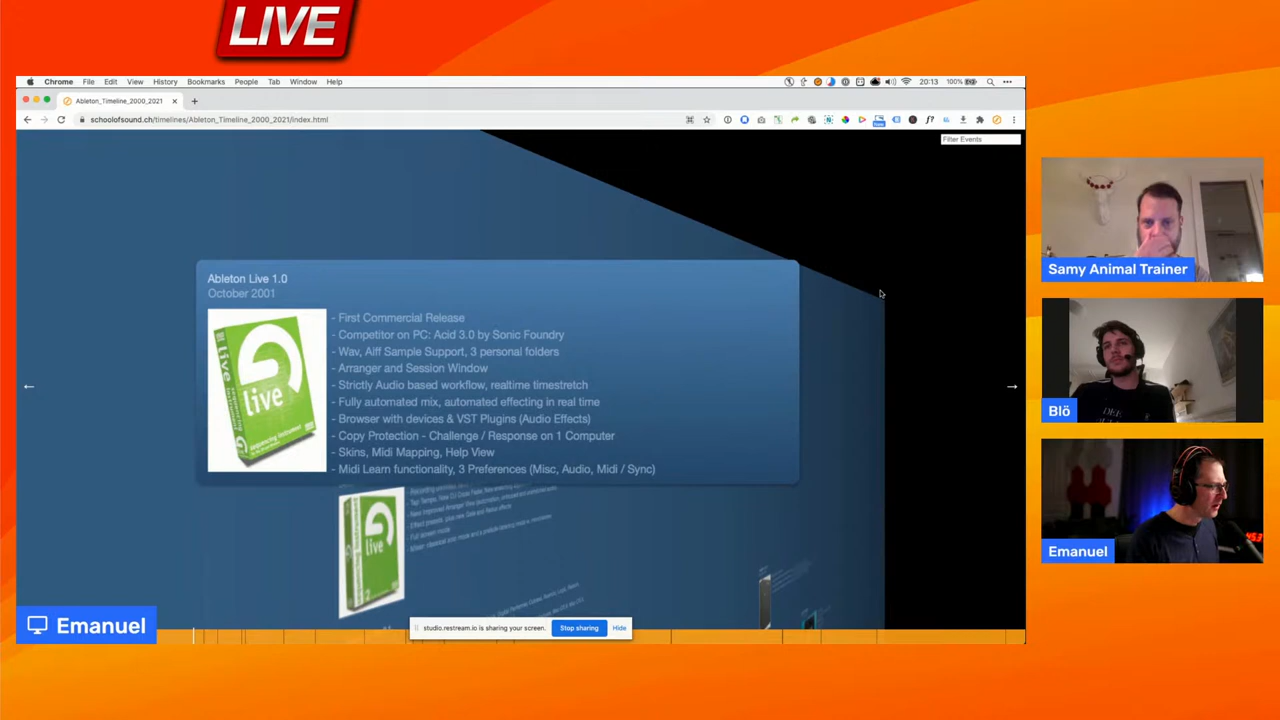 LIVE
Chrome File Edit View History Bookmarks People Tab Window Help
20:13 100%
Ableton_Timeline_2000_2021
schoolofsound.ch/timelines/Ableton_Timeline_2000_2021/index.html
Filter Events
Ableton Live 1.0
October 2001
- First Commercial Release
- Competitor on PC: Acid 3.0 by Sonic Foundry
- Wav, Aiff Sample Support, 3 personal folders
- Arranger and Session Window
- Strictly Audio based workflow, realtime timestretch
- Fully automated mix, automated effecting in real time
- Browser with devices & VST Plugins (Audio Effects)
- Copy Protection - Challenge / Response on 1 Computer
- Skins, Midi Mapping, Help View
- Midi Learn functionality, 3 Preferences (Misc, Audio, Midi / Sync)
live
live
- Full screen mode
studio.restream.io is sharing your screen. Stop sharing Hide
Emanuel
Samy Animal Trainer
Blö
Emanuel